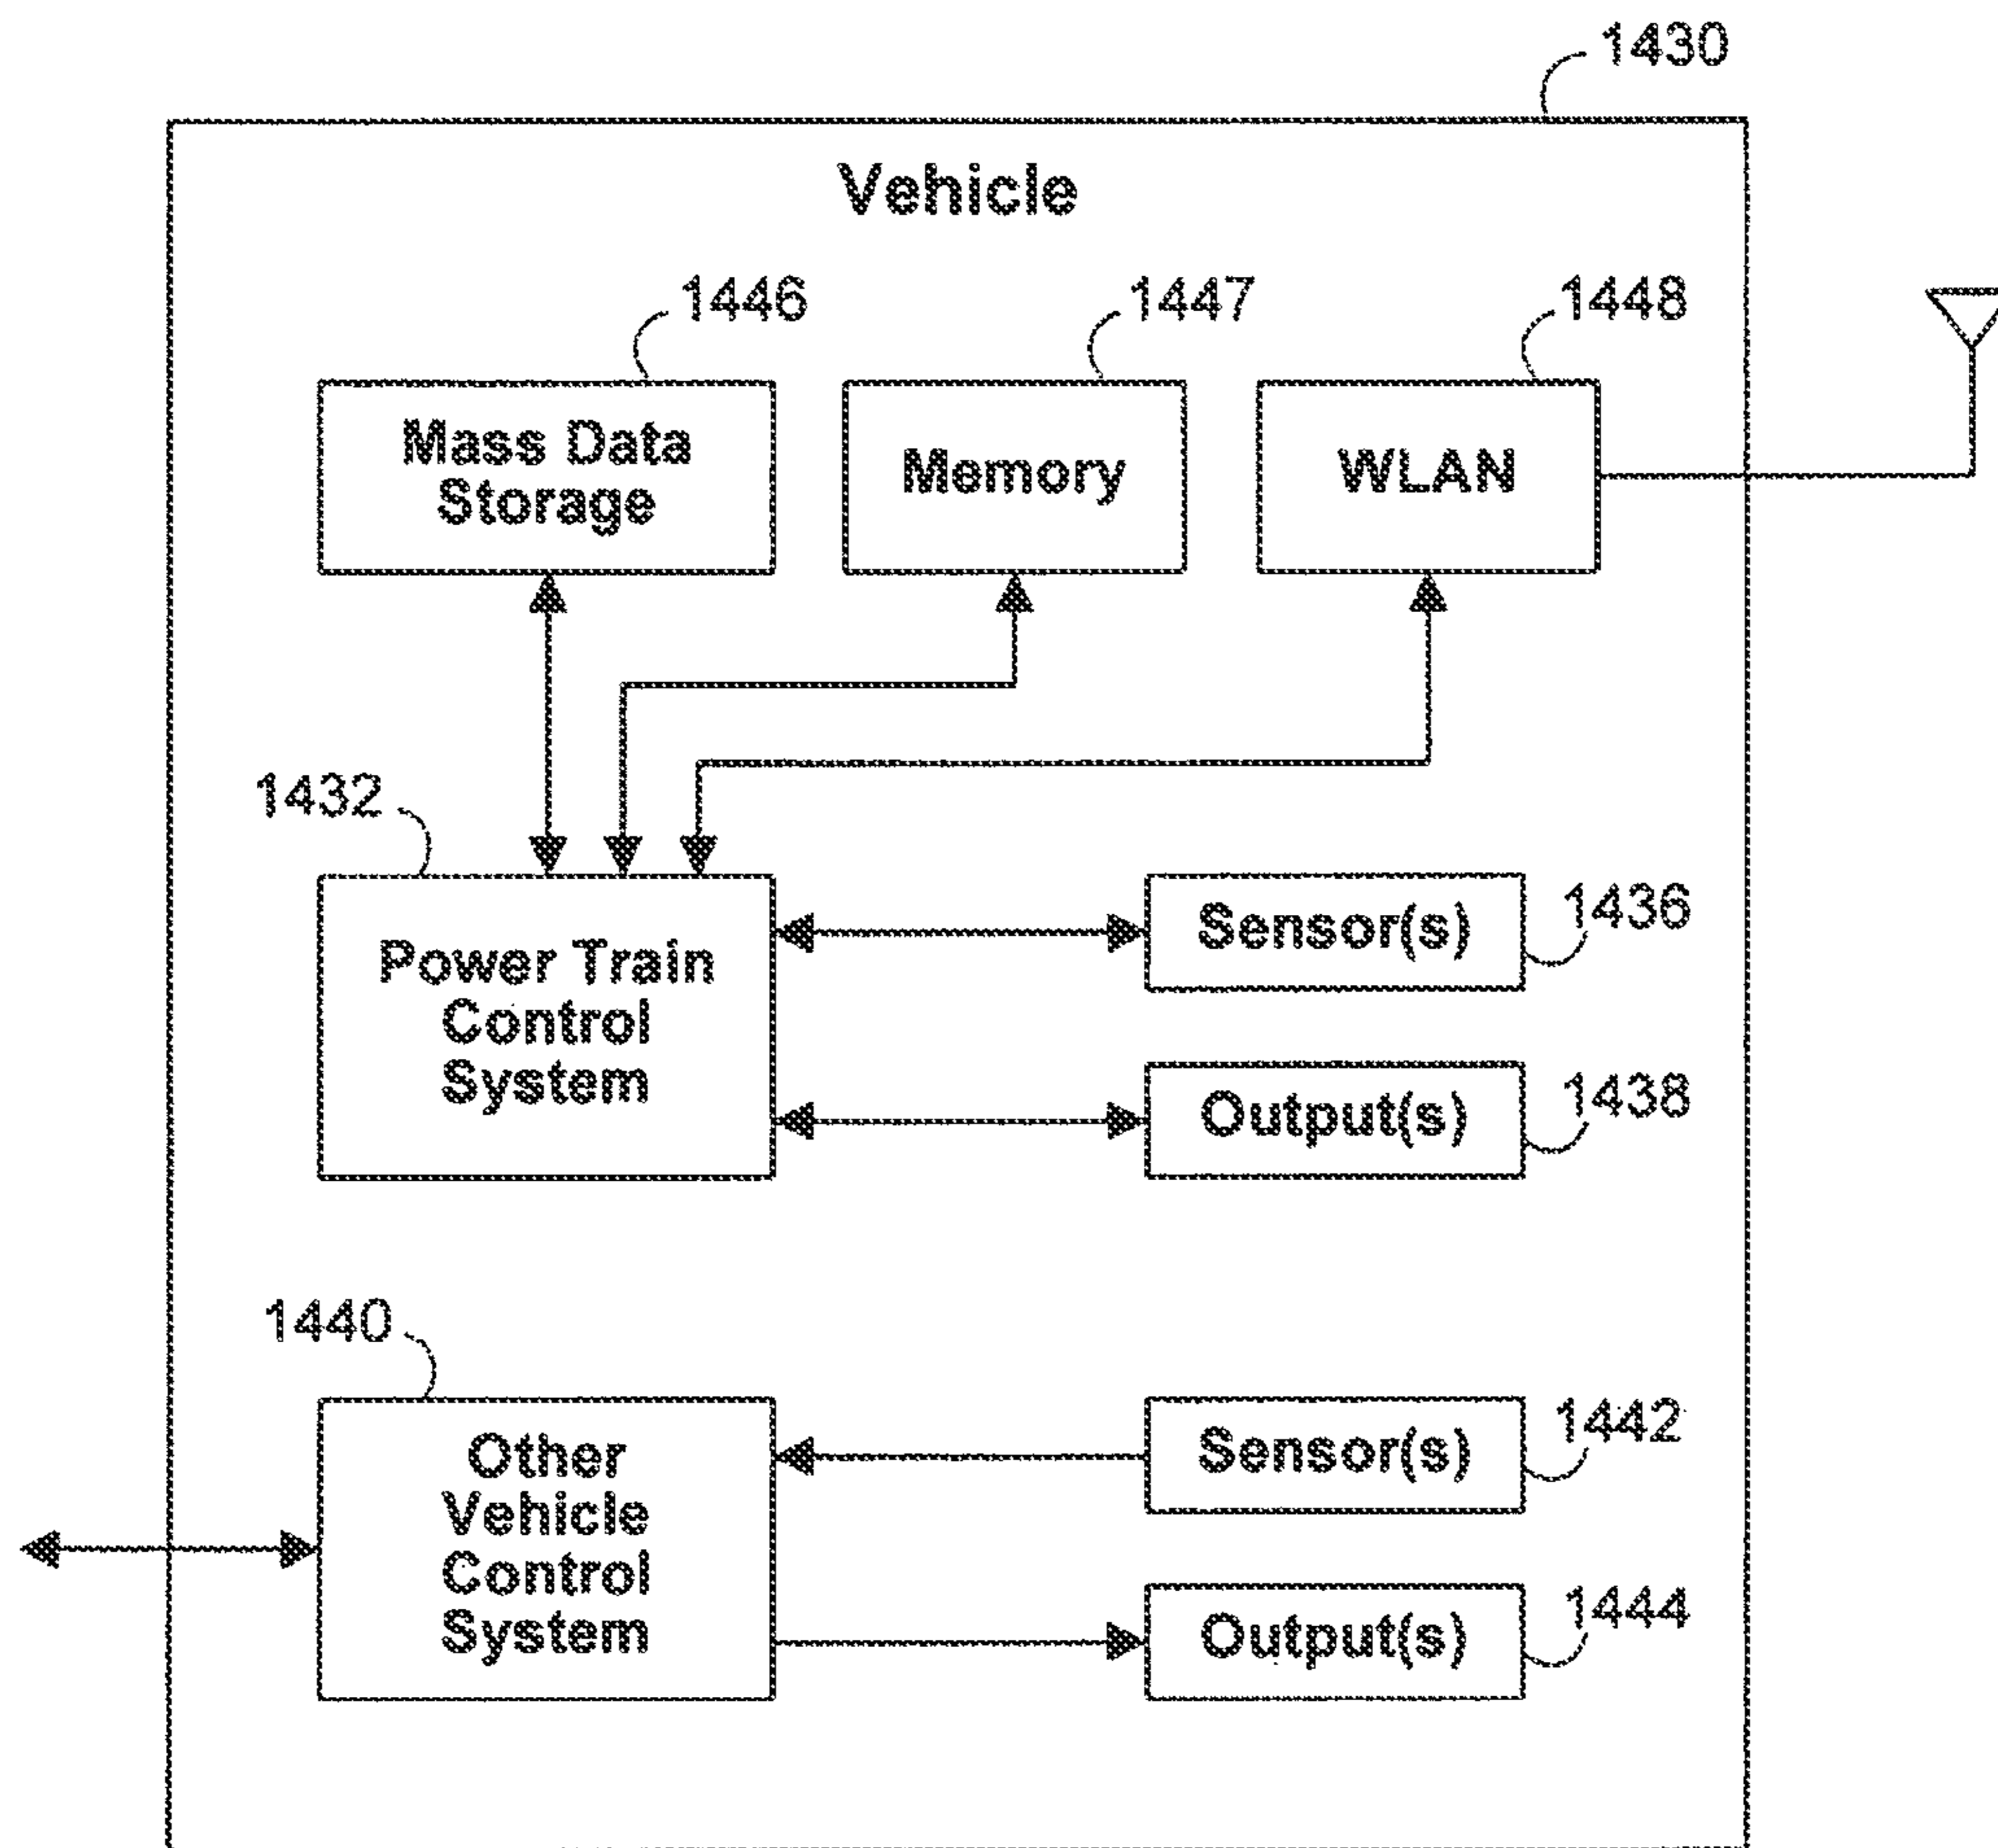 1430
Vehicle
1446
1447
1448
Mass Data
Storage
Memory
WLAN
1432
Power Train
Control
System
Sensor(s)
1436
Output(s)
1438
1440
Other
Vehicle
Control
System
Sensor(s)
1442
Output(s)
1444